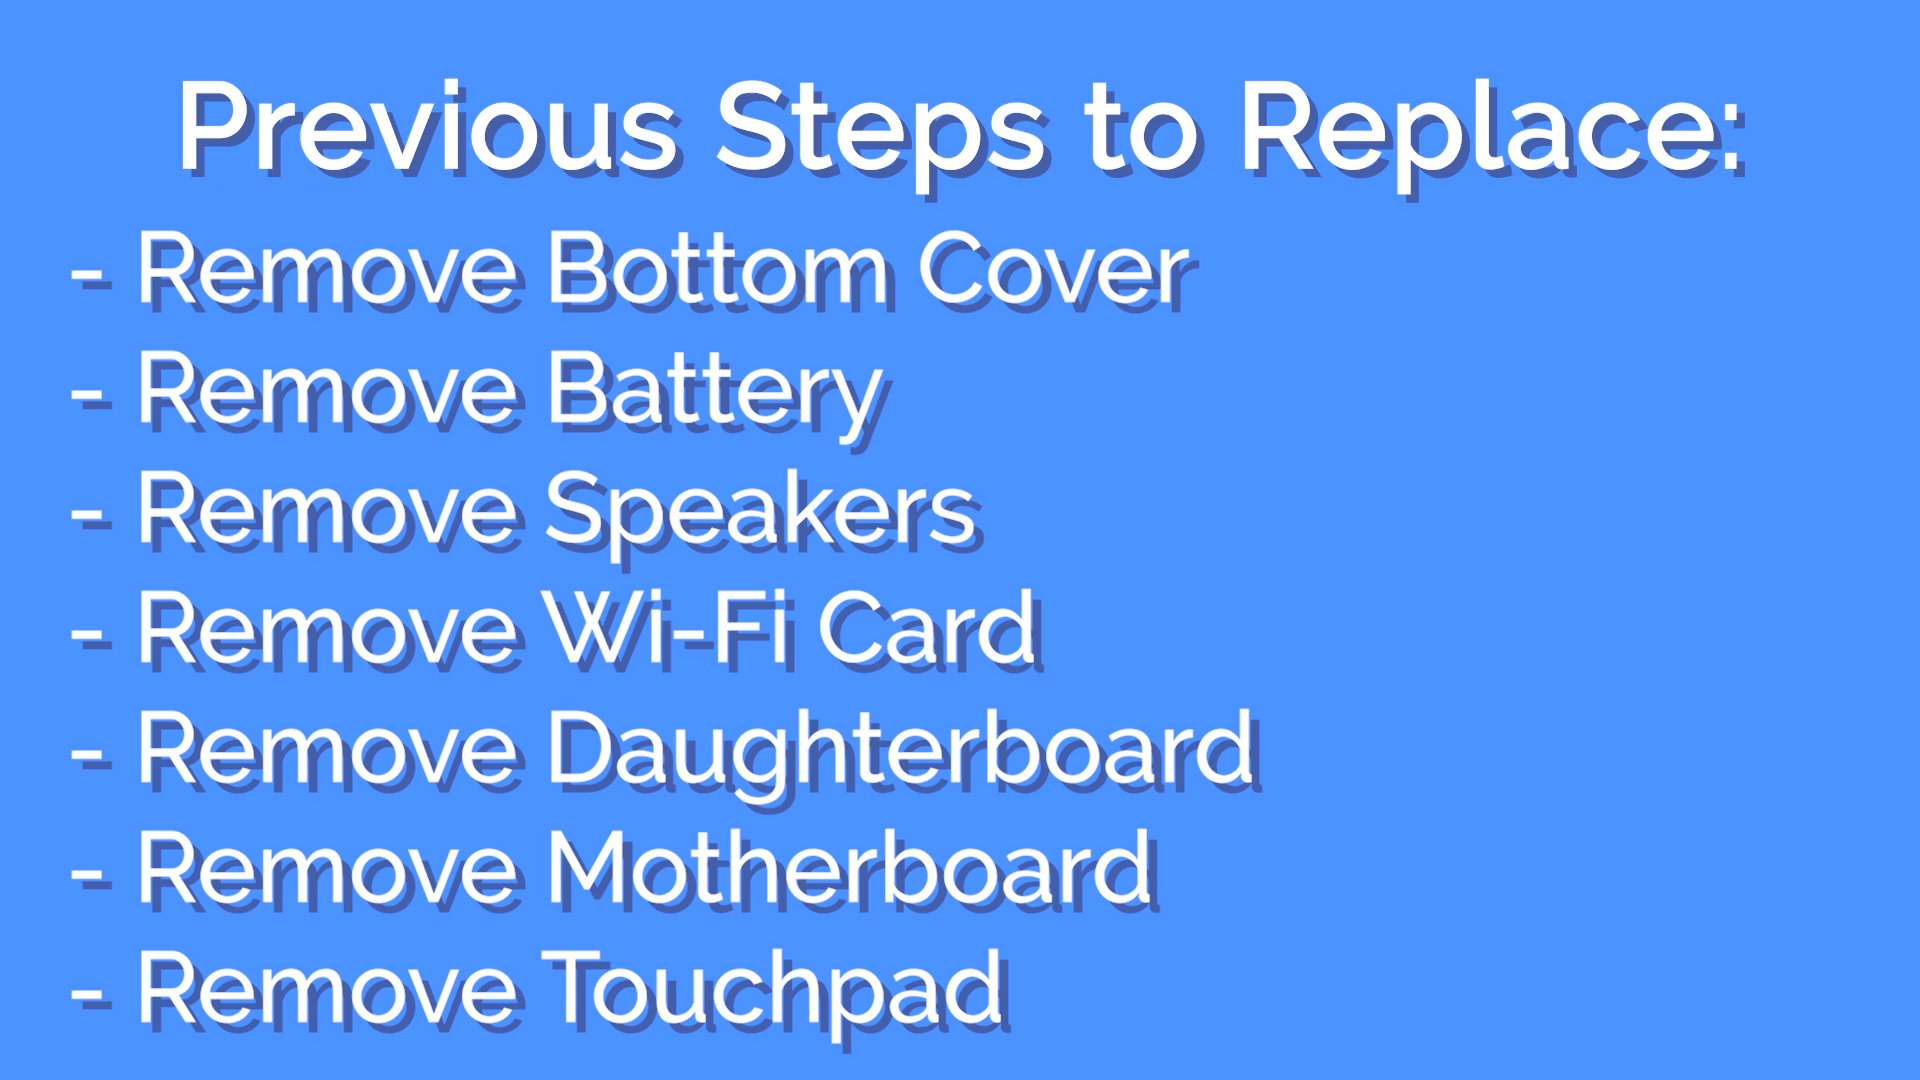 Previous Steps to Replace:
- Remove Bottom Cover
- Remove Battery
- Remove Speakers
- Remove Wi-Fi Card
- Remove Daughterboard
- Remove Motherboard
- Remove Touchpad